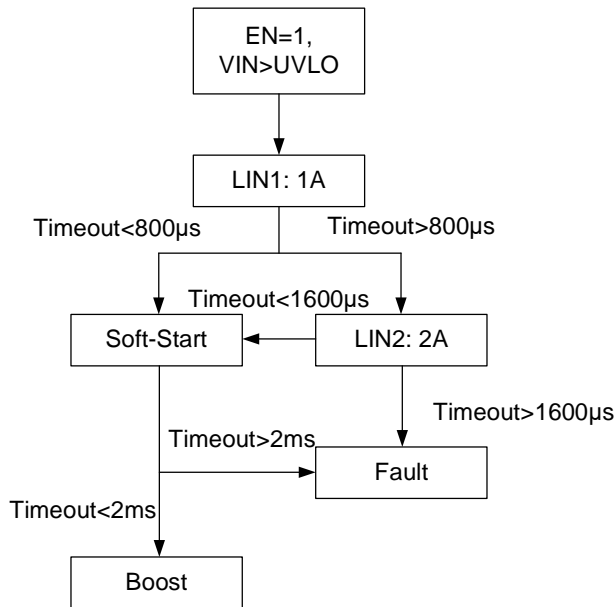 EN=1,
VIN>UVLO
LIN1: 1A
Timeout<800µs
Timeout>800µs
Timeout<1600µs
Soft-Start
LIN2: 2A
Timeout>1600µs
Timeout>2ms
Fault
Timeout<2ms
Boost